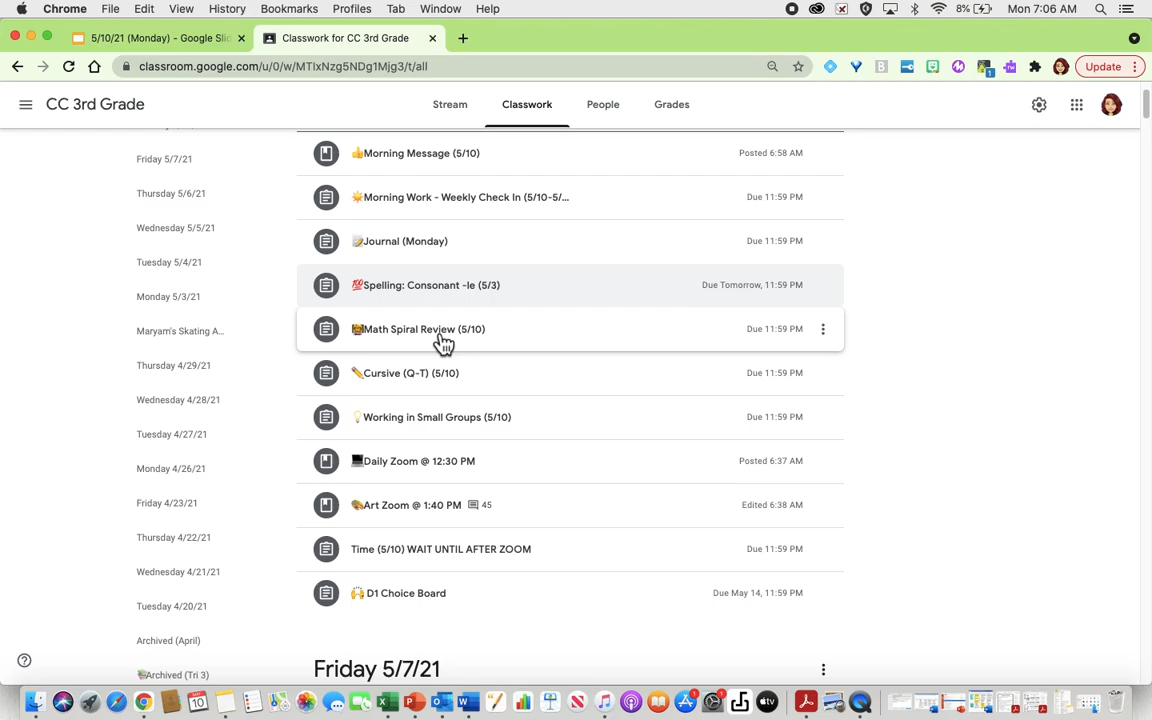 Chrome File Edit View History Bookmarks Profiles Tab Window Help 8% Mon 7:06 AM
5/10/21 (Monday) - Google Slid Classwork for CC 3rd Grade
classroom.google.com/u/0/w/MTIxNzg5NDg1Mjg3/t/all Update
CC 3rd Grade Stream Classwork People Grades
Friday 5/7/21
Thursday 5/6/21
Wednesday 5/5/21
Tuesday 5/4/21
Monday 5/3/21
Maryam's Skating A...
Thursday 4/29/21
Wednesday 4/28/21
Tuesday 4/27/21
Monday 4/26/21
Friday 4/23/21
Thursday 4/22/21
Wednesday 4/21/21
Tuesday 4/20/21
Archived (April)
Archived (Tri 3)
👍Morning Message (5/10) Posted 6:58 AM
☀️Morning Work - Weekly Check In (5/10-5/... Due 11:59 PM
📝Journal (Monday) Due 11:59 PM
💯Spelling: Consonant -le (5/3) Due Tomorrow, 11:59 PM
Math Spiral Review (5/10) Due 11:59 PM
✏️Cursive (Q-T) (5/10) Due 11:59 PM
💡Working in Small Groups (5/10) Due 11:59 PM
💻Daily Zoom @ 12:30 PM Posted 6:37 AM
🎨Art Zoom @ 1:40 PM 45 Edited 6:38 AM
Time (5/10) WAIT UNTIL AFTER ZOOM Due 11:59 PM
🙌 D1 Choice Board Due May 14, 11:59 PM
Friday 5/7/21